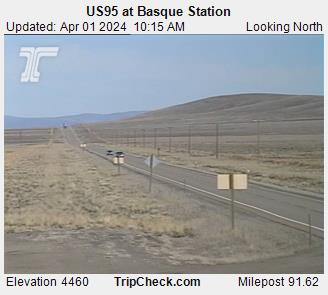 US95 at Basque Station
Updated: Apr 01 2024 10:15 AM Looking North
Elevation 4460 TripCheck.com Milepost 91.62